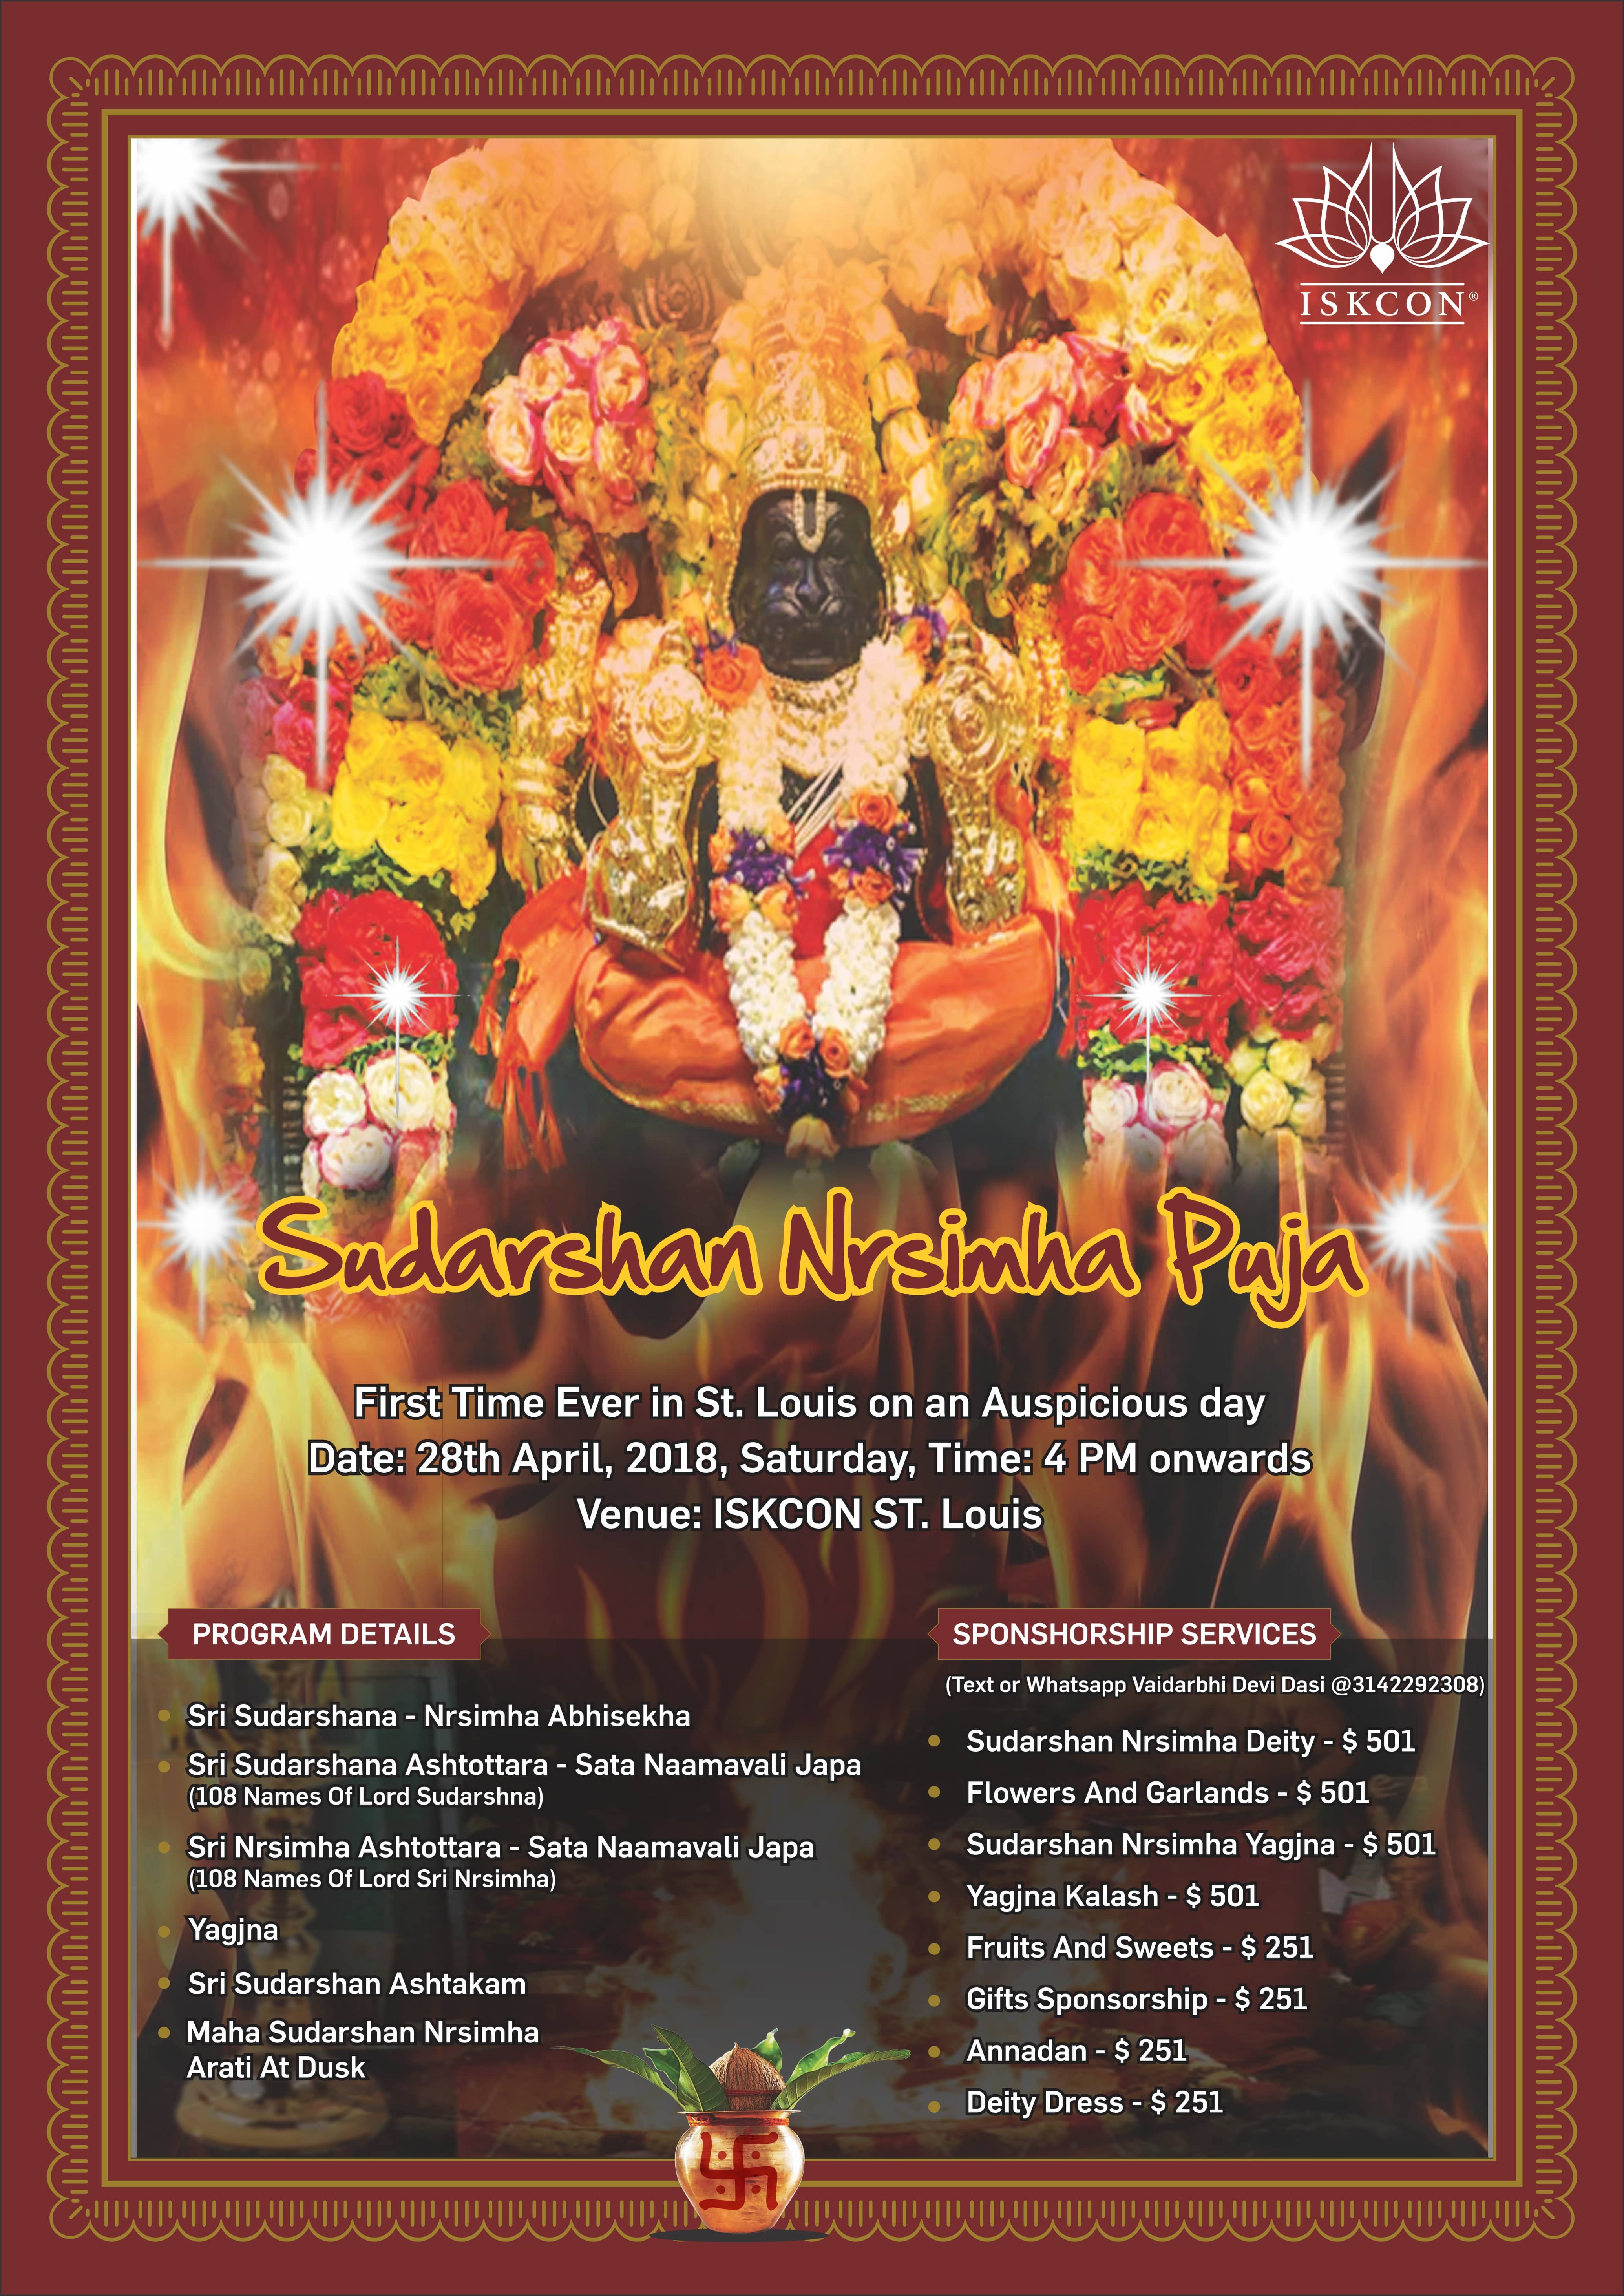 ISKCON®
Sudarshan Nrsimha Puja
First Time Ever in St. Louis on an Auspicious day
Date: 28th April, 2018, Saturday, Time: 4 PM onwards
Venue: ISKCON ST. Louis
PROGRAM DETAILS
Sri Sudarshana - Nrsimha Abhisekha
Sri Sudarshana Ashtottara - Sata Naamavali Japa
(108 Names Of Lord Sudarshna)
Sri Nrsimha Ashtottara - Sata Naamavali Japa
(108 Names Of Lord Sri Nrsimha)
Yagjna
Sri Sudarshan Ashtakam
Maha Sudarshan Nrsimha
Arati At Dusk
SPONSHORSHIP SERVICES
(Text or Whatsapp Vaidarbhi Devi Dasi @3142292308)
Sudarshan Nrsimha Deity - $ 501
Flowers And Garlands - $ 501
Sudarshan Nrsimha Yagjna - $ 501
Yagjna Kalash - $ 501
Fruits And Sweets - $ 251
Gifts Sponsorship - $ 251
Annadan - $ 251
Deity Dress - $ 251